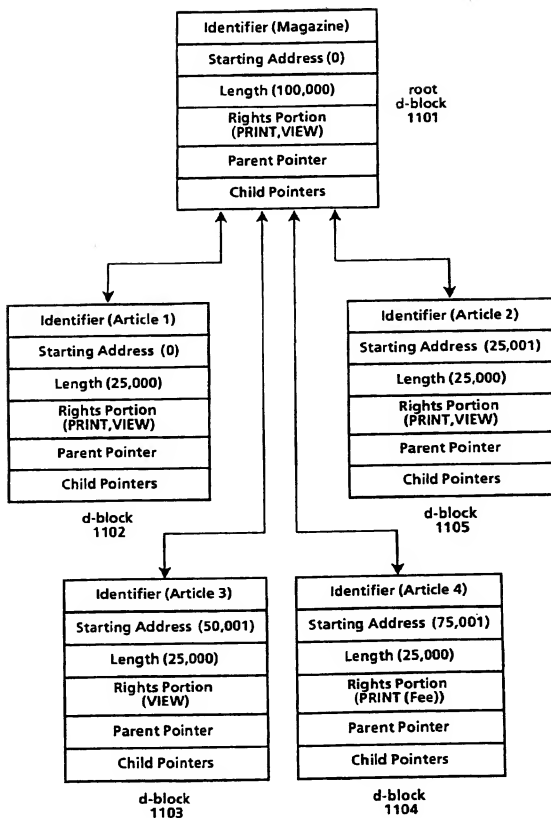 Identifier (Magazine)
Starting Address (0)
Length (100,000)
Rights Portion
(PRINT,VIEW)
Parent Pointer
Child Pointers
root
d-block
1101
Identifier (Article 1)
Starting Address (0)
Length (25,000)
Rights Portion
(PRINT,VIEW)
Parent Pointer
Child Pointers
d-block
1102
Identifier (Article 2)
Starting Address (25,001)
Length (25,000)
Rights Portion
(PRINT,VIEW)
Parent Pointer
Child Pointers
d-block
1105
Identifier (Article 3)
Starting Address (50,001)
Length (25,000)
Rights Portion
(VIEW)
Parent Pointer
Child Pointers
d-block
1103
Identifier (Article 4)
Starting Address (75,001)
Length (25,000)
Rights Portion
(PRINT (Fee))
Parent Pointer
Child Pointers
d-block
1104